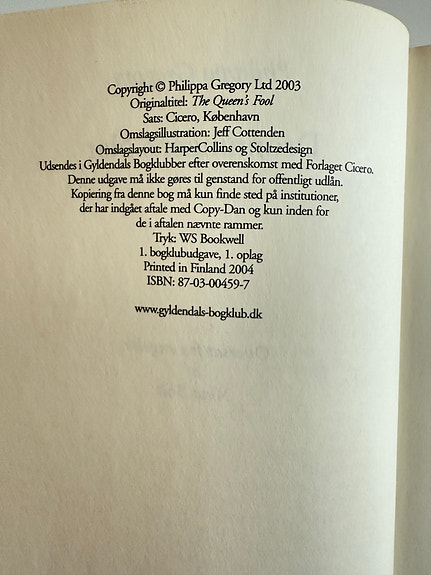 Copyright © Philippa Gregory Ltd 2003
Originaltitel: The Queen's Fool
Sats: Cicero, København
Omslagsillustration: Jeff Cottenden
Omslagslayout: HarperCollins og Stoltzedesign
Udsendes i Gyldendals Bogklubber efter overenskomst med Forlaget Cicero.
Denne udgave må ikke gøres til genstand for offentligt udlån.
Kopiering fra denne bog må kun finde sted på institutioner,
der har indgået aftale med Copy-Dan og kun inden for
de i aftalen nævnte rammer.
Tryk: WS Bookwell
1. bogklubudgave, 1. oplag
Printed in Finland 2004
ISBN: 87-03-00459-7
www.gyldendals-bogklub.dk